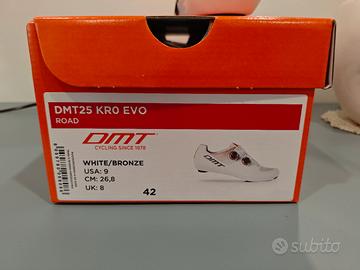 DMT25 KR0 EVO
ROAD
DMT
CYCLING SINCE 1978
WHITE/BRONZE
USA: 9
CM: 26,8
UK: 8
42
DMT
subito